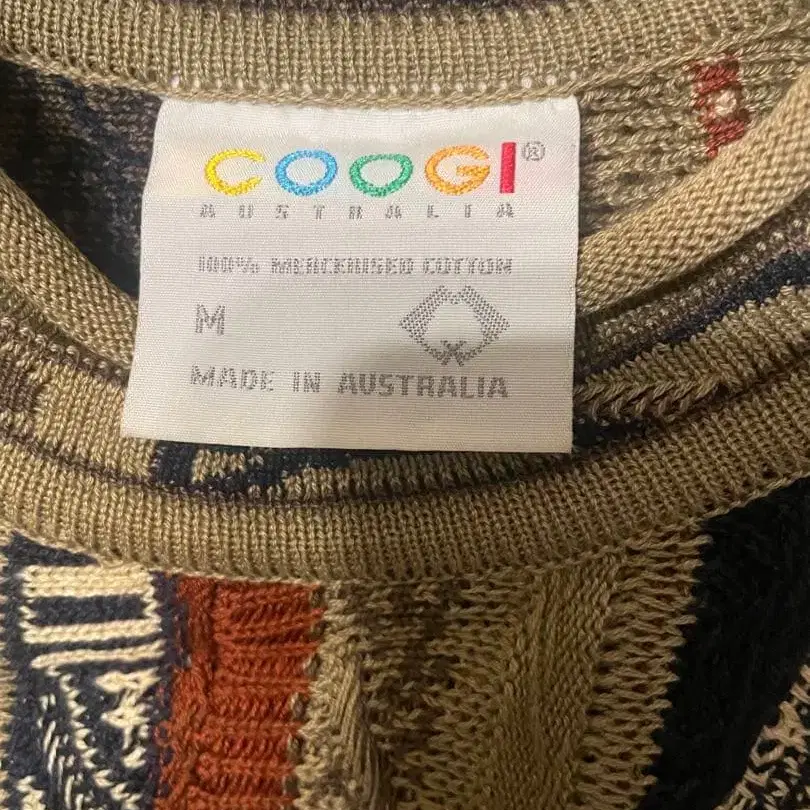 COOGI®
AUSTRALIA
100% MERCERISED COTTON
M
MADE IN AUSTRALIA